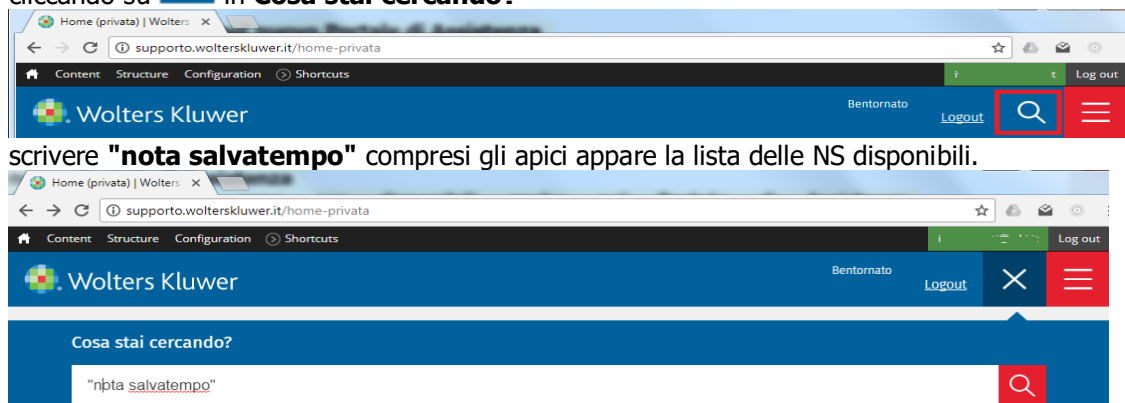 cliccando su in Cosa stai cercando?
Home (privata) | Wolters
supporto.wolterskluwer.it/home-privata
Content Structure Configuration Shortcuts Log out
Wolters Kluwer Bentornato Logout
scrivere "nota salvatempo" compresi gli apici appare la lista delle NS disponibili.
Home (privata) | Wolters
supporto.wolterskluwer.it/home-privata
Content Structure Configuration Shortcuts Log out
Wolters Kluwer Bentornato Logout
Cosa stai cercando?
"nota salvatempo"